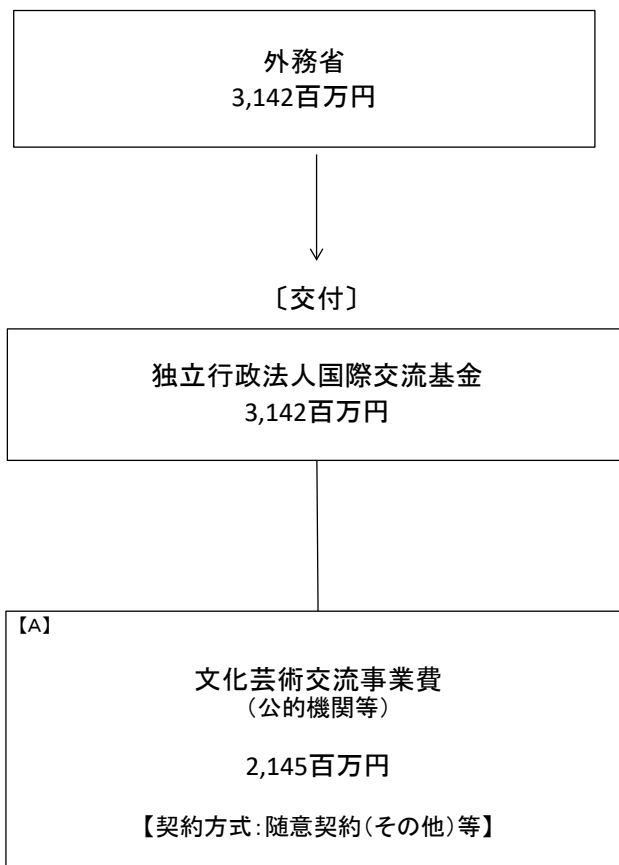 外務省
3,142百万円
〔交付〕
独立行政法人国際交流基金
3,142百万円
【A】
文化芸術交流事業費
（公的機関等）
2,145百万円
【契約方式：随意契約（その他）等】